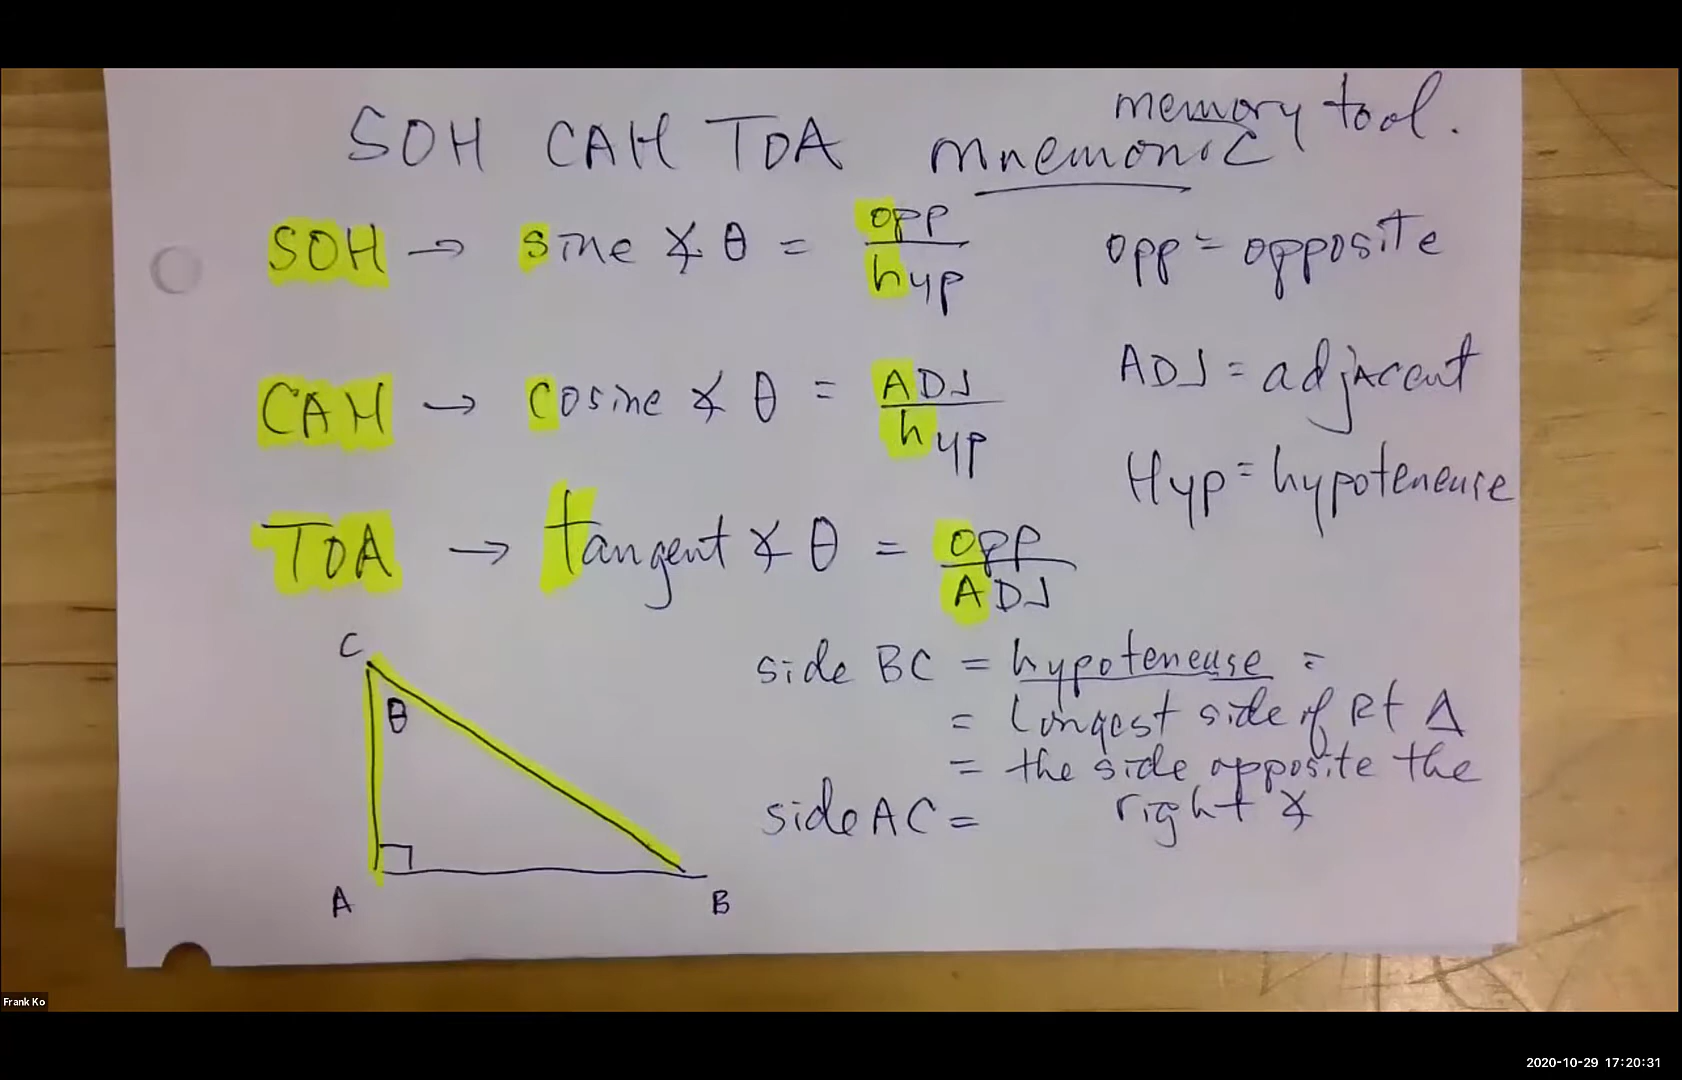 memory tool.
SOH CAH TOA mnemonic
SOH → sine ∡ θ = opp/hyp
opp = opposite
CAH → cosine ∡ θ = ADJ/hyp
ADJ = adjacent
Hyp = hypoteneuse
TOA → tangent ∡ θ = opp/ADJ
side BC = hypoteneuse =
= longest side of Rt Δ
= the side opposite the
right ∡
side AC =
C
θ
A
B
Frank Ko
2020-10-29 17:20:31